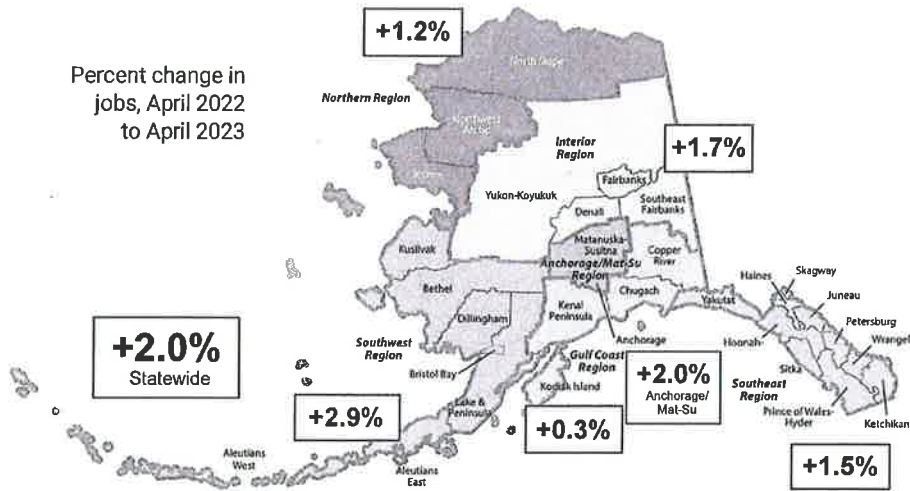 +1.2%
Percent change in
jobs, April 2022
to April 2023
North Slope
Northern Region
Northwest
Arctic
Nome
Interior
Region
+1.7%
Fairbanks
Yukon-Koyukuk
Southeast
Fairbanks
Denali
Kusilvak
Matanuska-
Susitna
Copper
River
Anchorage/Mat-Su
Region
Bethel
Chugach
Haines
Skagway
Yakutat
Juneau
Dillingham
Kenai
Peninsula
Petersburg
Anchorage
Hoonah
Wrangel
+2.0%
Statewide
Southwest
Region
Bristol Bay
Gulf Coast
Region
Sitka
Kodiak Island
+2.0%
Anchorage/
Mat-Su
Southeast
Region
Lake &
Peninsula
Prince of Wales-
Hyder
Ketchikan
+2.9%
+0.3%
Aleutians
West
Aleutians
East
+1.5%